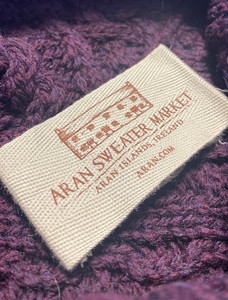 ARAN SWEATER MARKET
ARAN ISLANDS, IRELAND
ARAN.COM